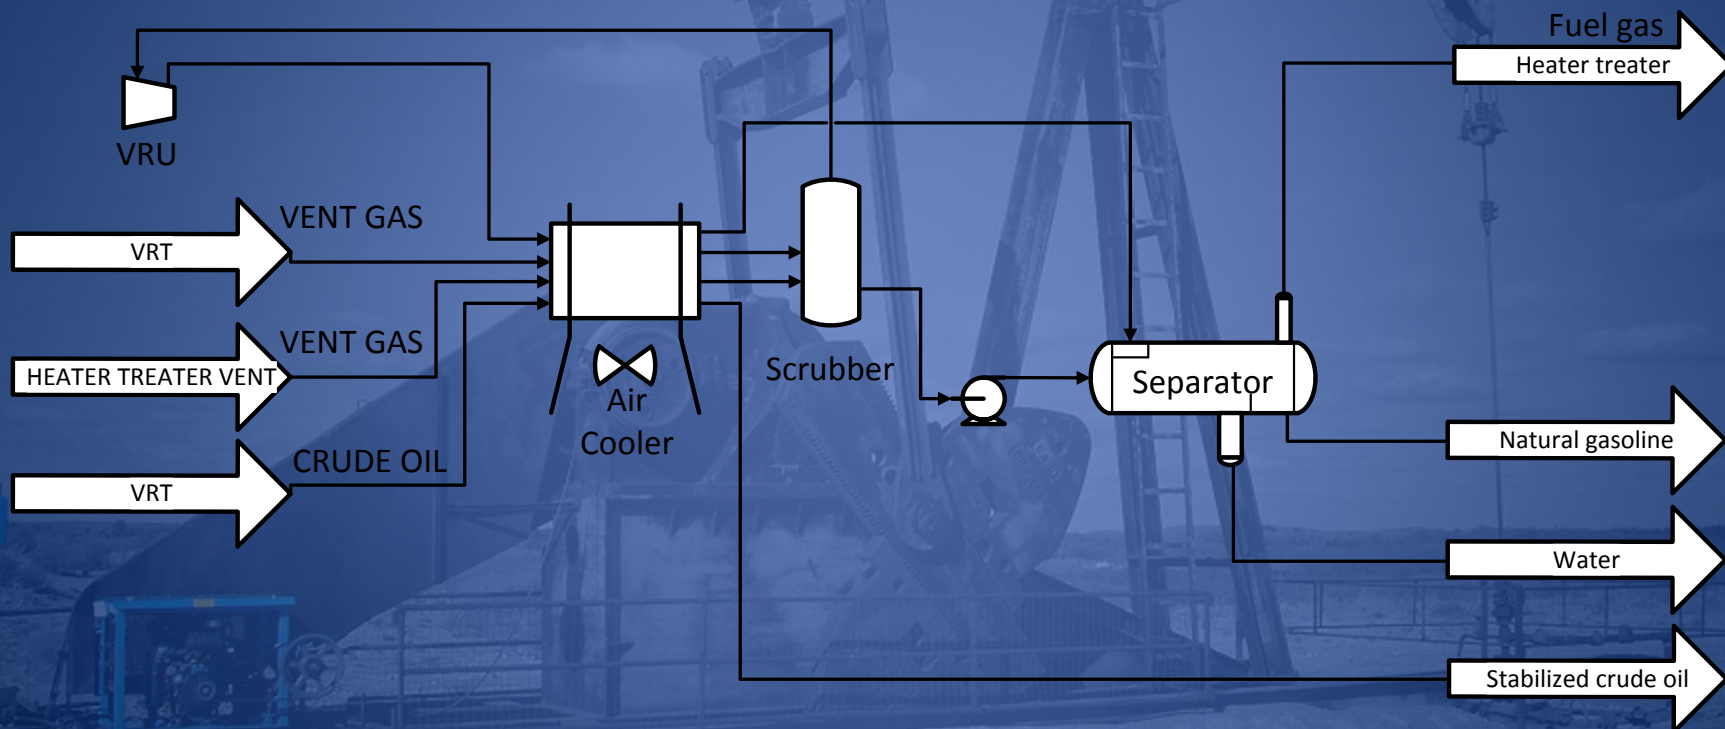 Fuel gas
Heater treater
VRU
VENT GAS
VRT
VENT GAS
HEATER TREATER VENT
Scrubber
Separator
Air
Cooler
CRUDE OIL
VRT
Natural gasoline
Water
Stabilized crude oil